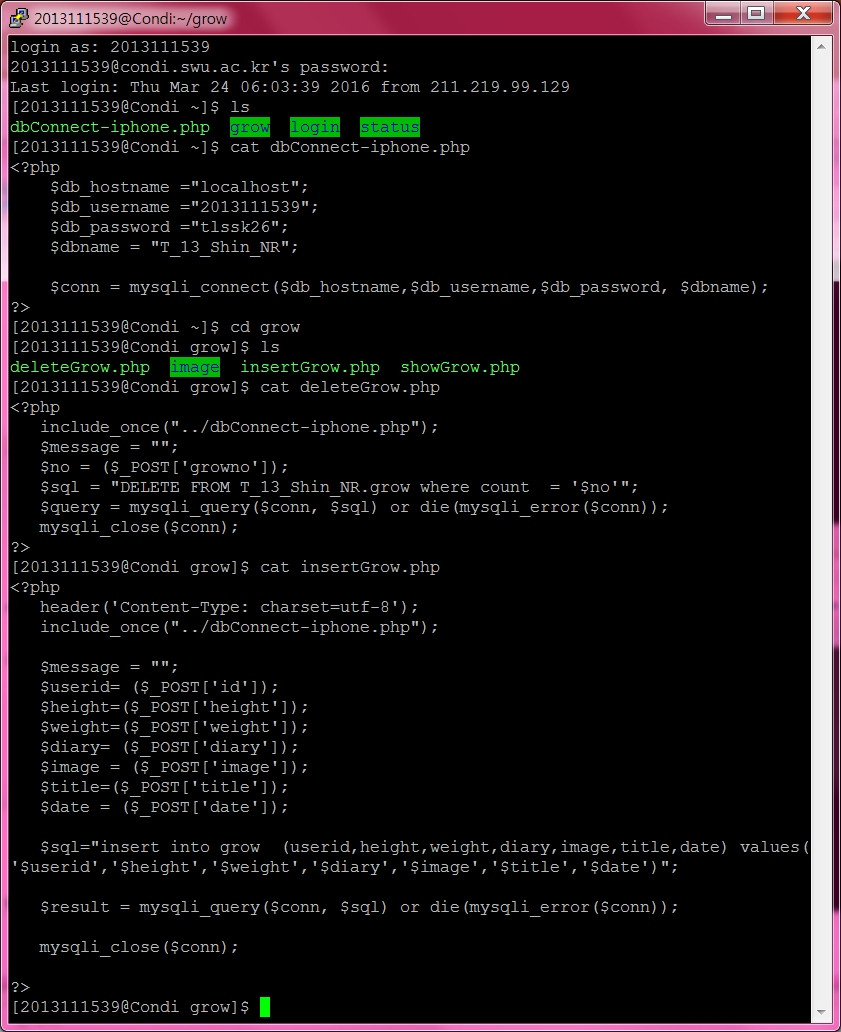 2013111539@Condi:~/grow
login as: 2013111539
2013111539@condi.swu.ac.kr's password:
Last login: Thu Mar 24 06:03:39 2016 from 211.219.99.129
[2013111539@Condi ~]$ ls
dbConnect-iphone.php  grow  login  status
[2013111539@Condi ~]$ cat dbConnect-iphone.php
<?php
    $db_hostname ="localhost";
    $db_username ="2013111539";
    $db_password ="tlssk26";
    $dbname = "T_13_Shin_NR";

    $conn = mysqli_connect($db_hostname,$db_username,$db_password, $dbname);
?>
[2013111539@Condi ~]$ cd grow
[2013111539@Condi grow]$ ls
deleteGrow.php  image  insertGrow.php  showGrow.php
[2013111539@Condi grow]$ cat deleteGrow.php
<?php
   include_once("../dbConnect-iphone.php");
   $message = "";
   $no = ($_POST['growno']);
   $sql = "DELETE FROM T_13_Shin_NR.grow where count  = '$no'";
   $query = mysqli_query($conn, $sql) or die(mysqli_error($conn));
   mysqli_close($conn);
?>
[2013111539@Condi grow]$ cat insertGrow.php
<?php
   header('Content-Type: charset=utf-8');
   include_once("../dbConnect-iphone.php");

   $message = "";
   $userid= ($_POST['id']);
   $height=($_POST['height']);
   $weight=($_POST['weight']);
   $diary= ($_POST['diary']);
   $image = ($_POST['image']);
   $title=($_POST['title']);
   $date = ($_POST['date']);

   $sql="insert into grow  (userid,height,weight,diary,image,title,date) values(
'$userid','$height','$weight','$diary','$image','$title','$date')";

   $result = mysqli_query($conn, $sql) or die(mysqli_error($conn));

   mysqli_close($conn);

?>
[2013111539@Condi grow]$